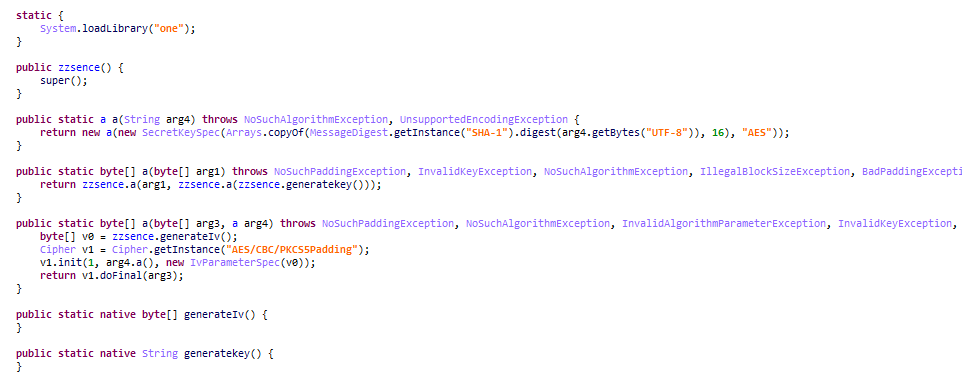 static {
System.loadLibrary("one");
}
public zzsence() {
super();
}
public static a a(String arg4) throws NoSuchAlgorithmException, UnsupportedEncodingException {
return new a(new SecretKeySpec(Arrays.copyOf(MessageDigest.getInstance("SHA-1").digest(arg4.getBytes("UTF-8")), 16), "AES"));
}
public static byte[] a(byte[] arg1) throws NoSuchPaddingException, InvalidKeyException, NoSuchAlgorithmException, IllegalBlockSizeException, BadPaddingExcepti
return zzsence.a(arg1, zzsence.a(zzsence.generatekey()));
}
public static byte[] a(byte[] arg3, a arg4) throws NoSuchPaddingException, NoSuchAlgorithmException, InvalidAlgorithmParameterException, InvalidKeyException,
byte[] v0 = zzsence.generateIv();
Cipher v1 = Cipher.getInstance("AES/CBC/PKCS5Padding");
v1.init(1, arg4.a(), new IvParameterSpec(v0));
return v1.doFinal(arg3);
}
public static native byte[] generateIv() {
}
public static native String generatekey() {
}